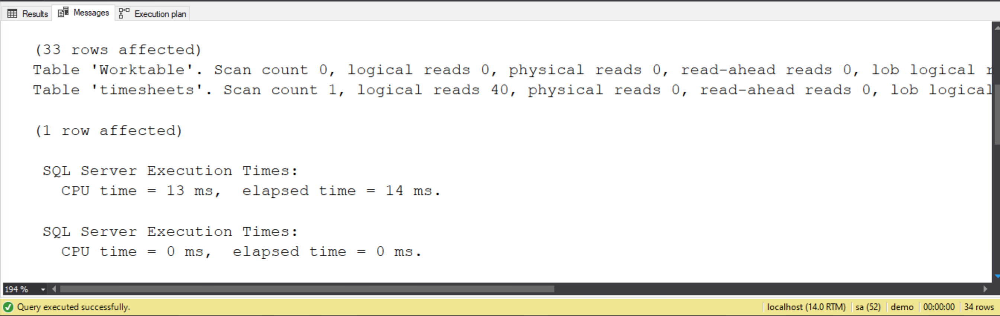 Results Messages Execution plan
(33 rows affected)
Table 'Worktable'. Scan count 0, logical reads 0, physical reads 0, read-ahead reads 0, lob logical
Table 'timesheets'. Scan count 1, logical reads 40, physical reads 0, read-ahead reads 0, lob logical
(1 row affected)
SQL Server Execution Times:
CPU time = 13 ms, elapsed time = 14 ms.
SQL Server Execution Times:
CPU time = 0 ms, elapsed time = 0 ms.
194 %
Query executed successfully. localhost (14.0 RTM) sa (52) demo 00:00:00 34 rows